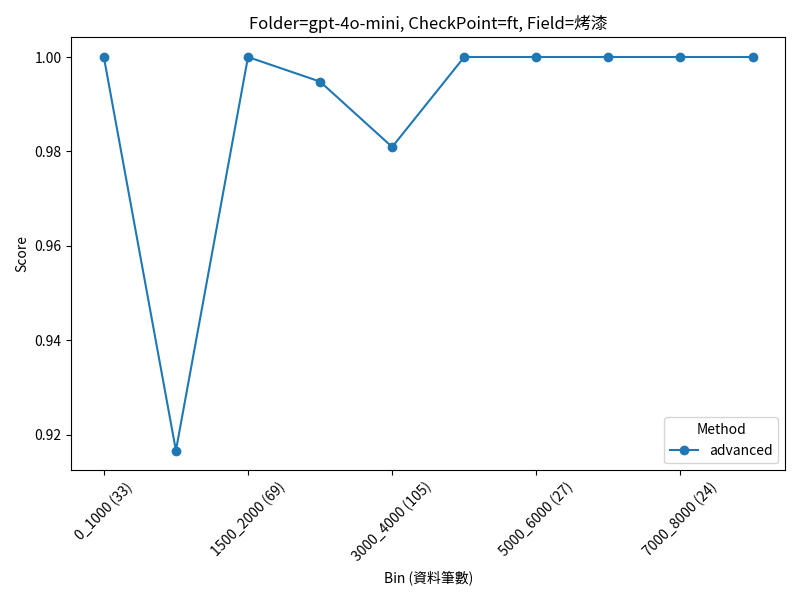 Folder=gpt-4o-mini, CheckPoint=ft, Field=烤漆
1.00
0.98
0.96
0.94
0.92
Score
Method
advanced
0_1000 (33)
1500_2000 (69)
3000_4000 (105)
5000_6000 (27)
7000_8000 (24)
Bin (資料筆數)